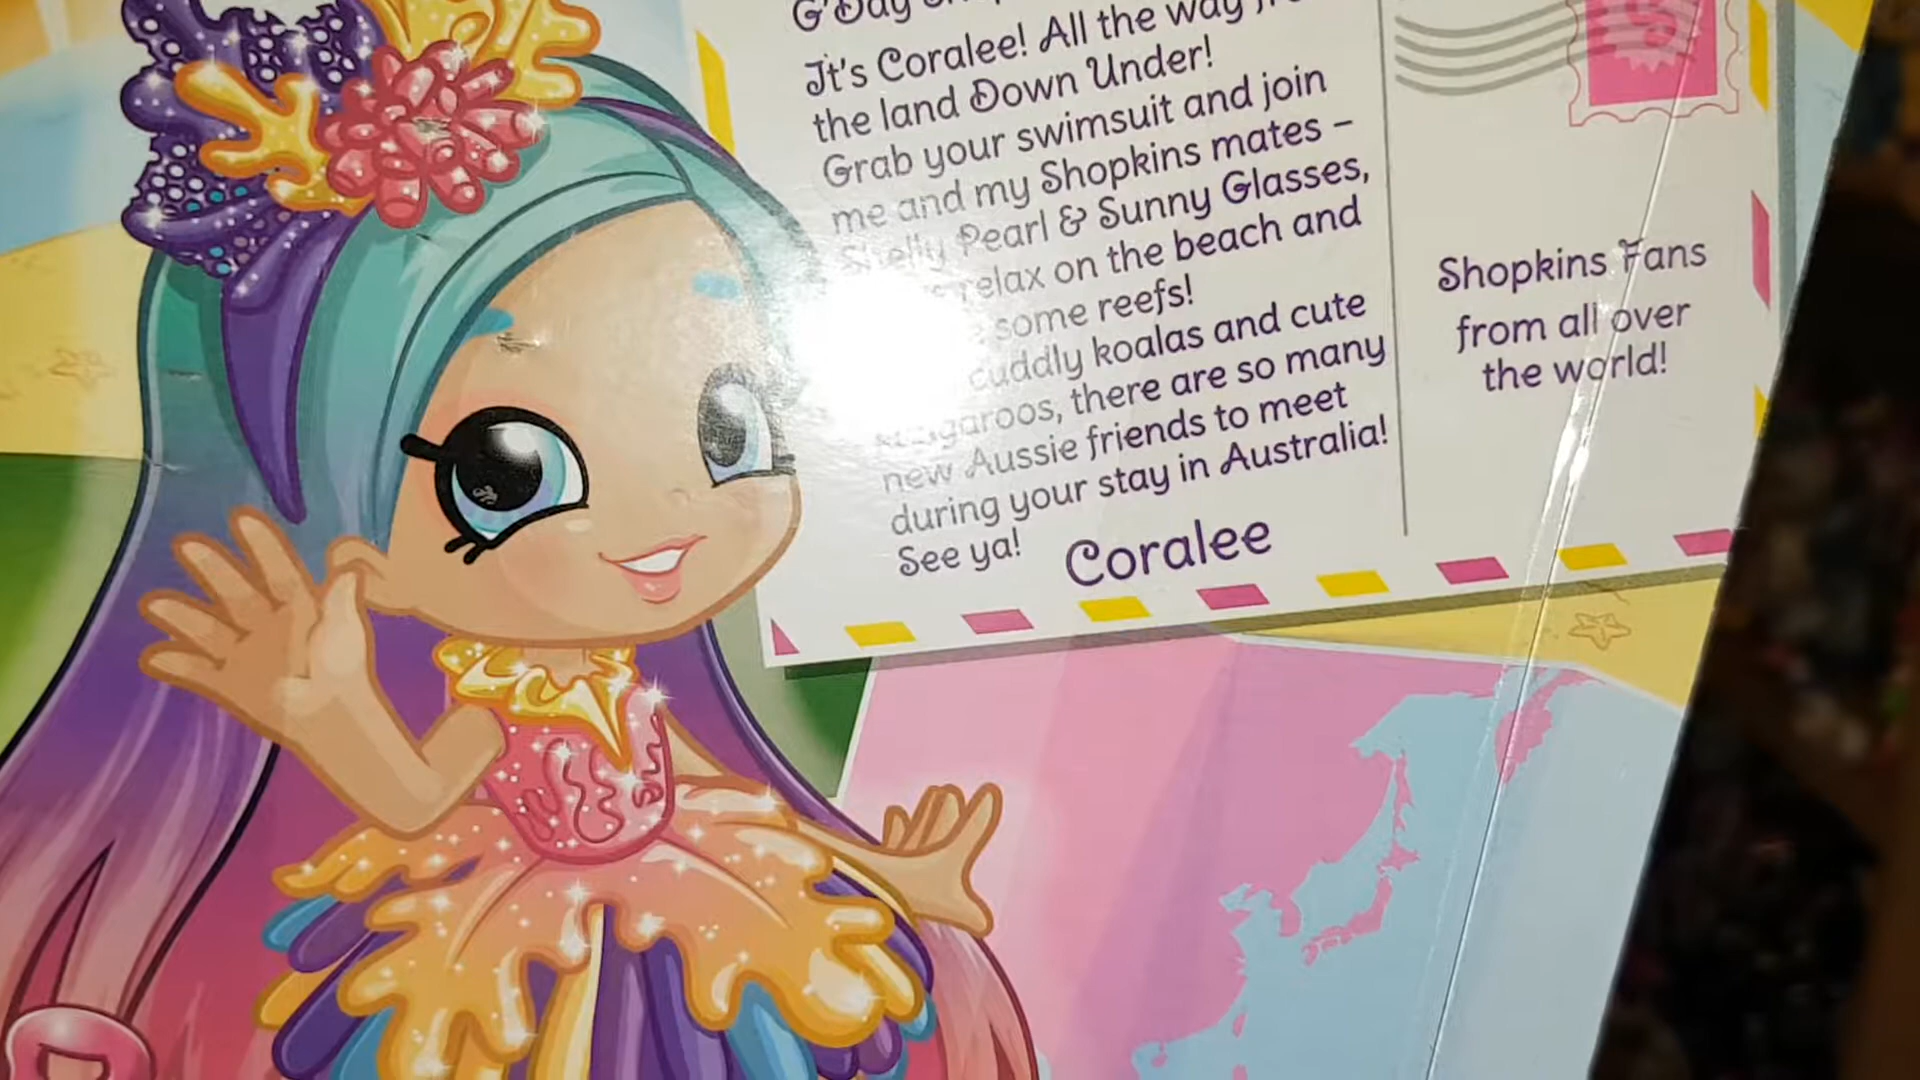 G'Day
It's Coralee! All the way
the land Down Under!
Grab your swimsuit and join
me and my Shopkins mates –
Shelly Pearl & Sunny Glasses,
relax on the beach and
some reefs!
cuddly koalas and cute
kangaroos, there are so many
new Aussie friends to meet
during your stay in Australia!
See ya!
Coralee
Shopkins Fans
from all over
the world!